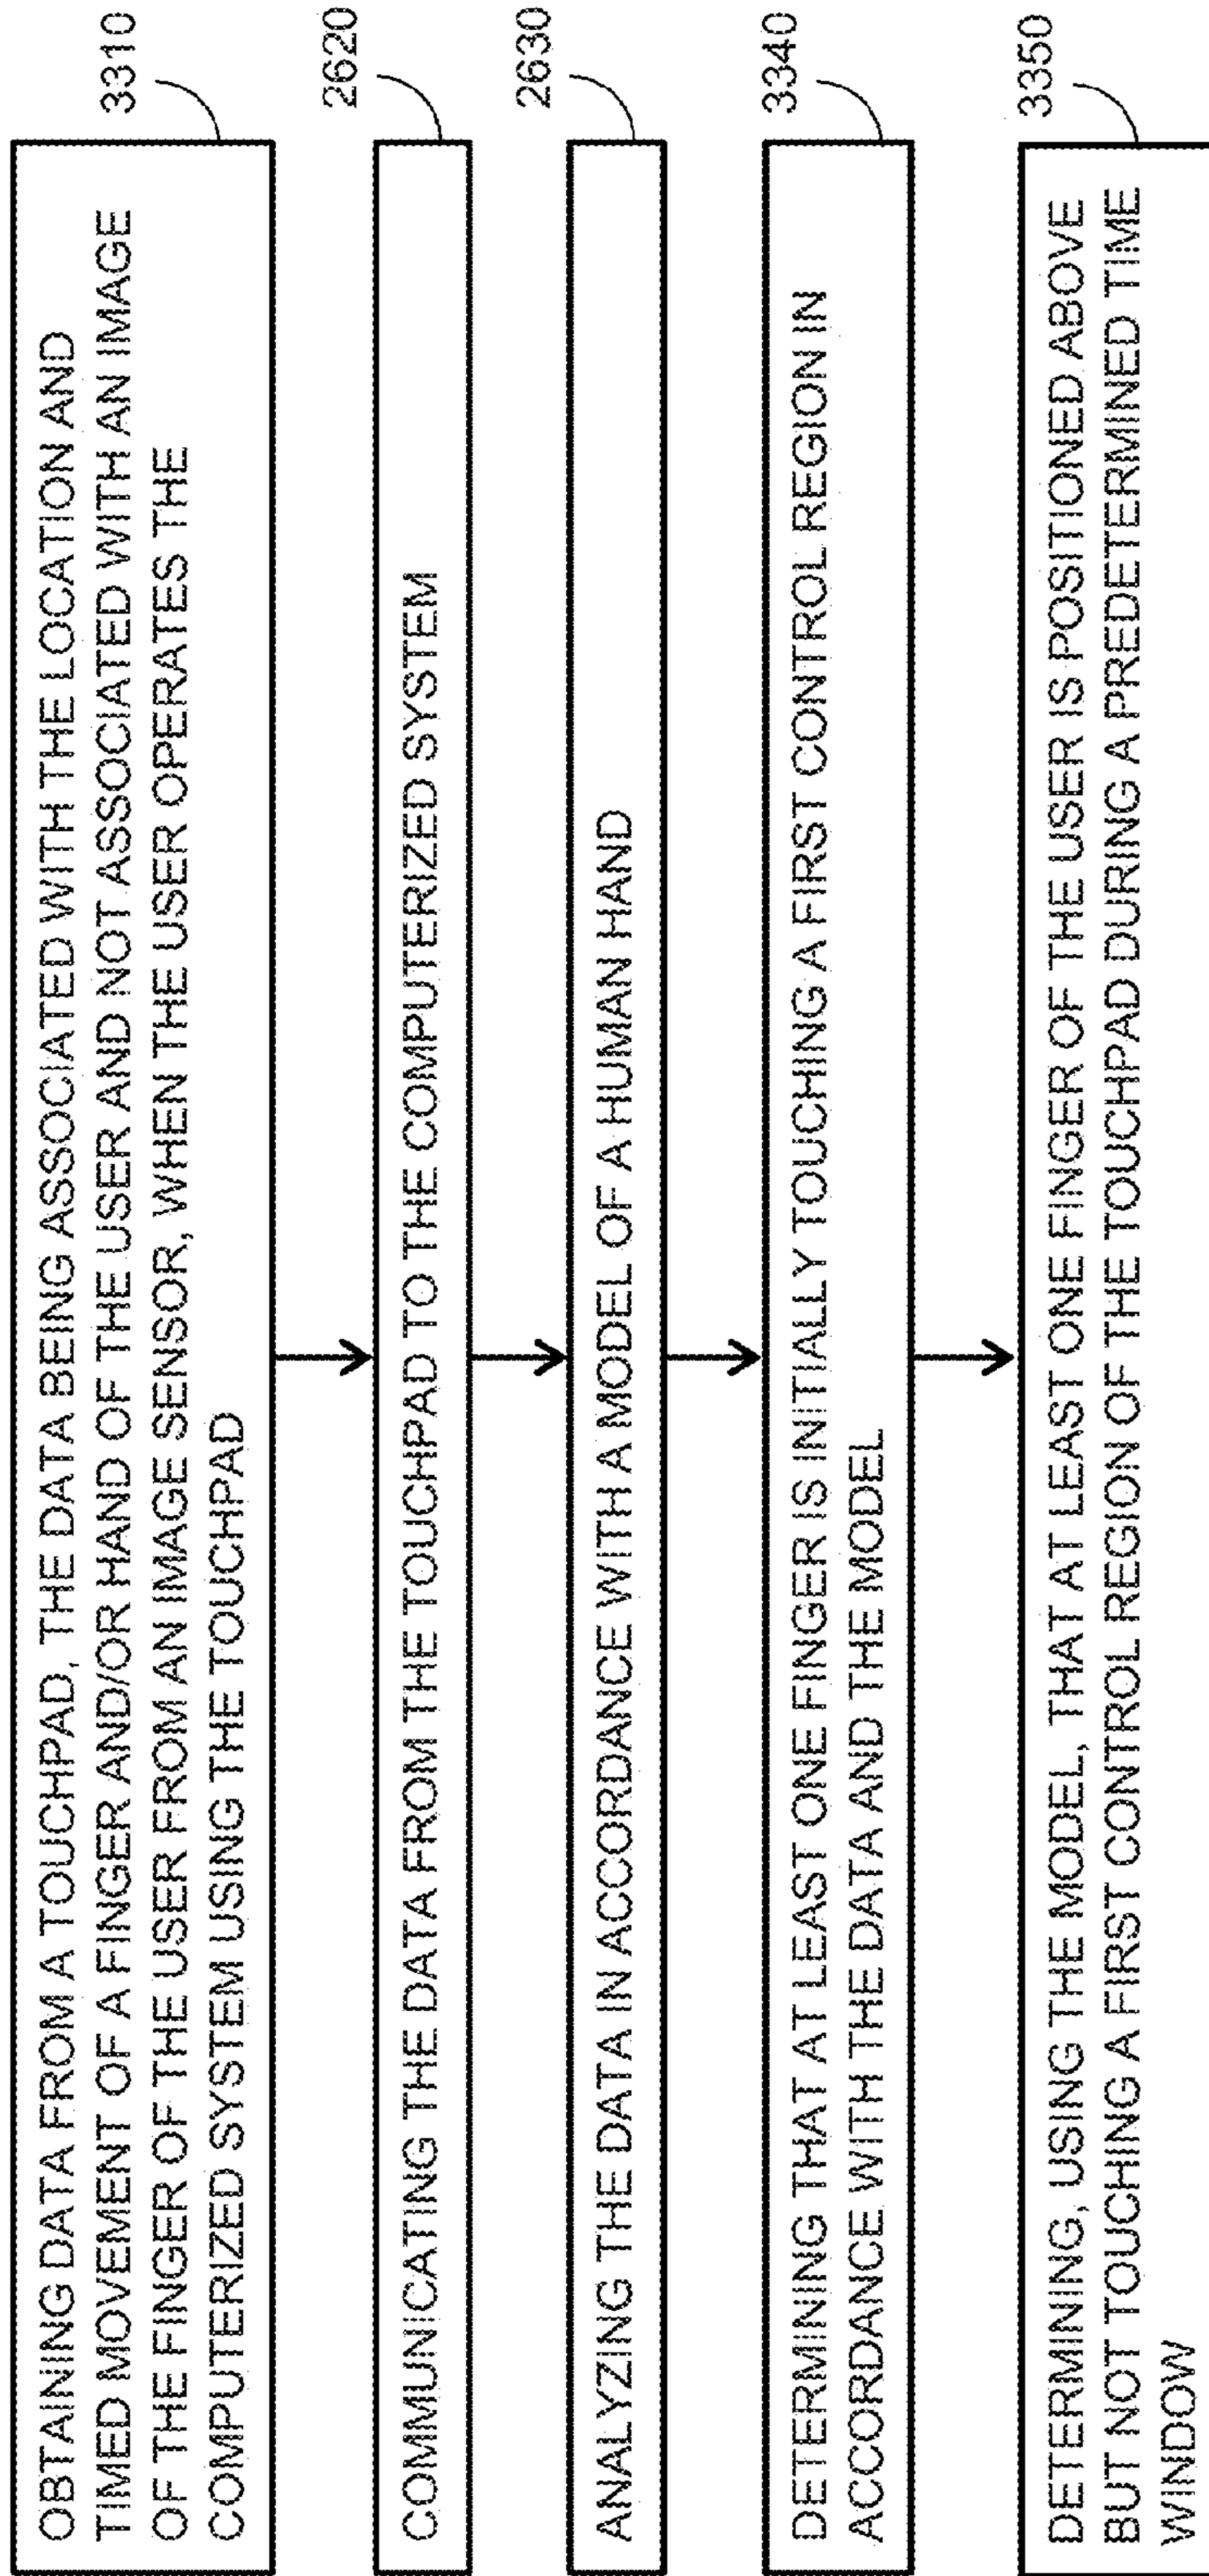 OBTAINING DATA FROM A TOUCHPAD, THE DATA BEING ASSOCIATED WITH THE LOCATION AND
TIMED MOVEMENT OF A FINGER AND/OR HAND OF THE USER AND NOT ASSOCIATED WITH AN IMAGE
OF THE FINGER OF THE USER FROM AN IMAGE SENSOR, WHEN THE USER OPERATES THE
COMPUTERIZED SYSTEM USING THE TOUCHPAD
3310
COMMUNICATING THE DATA FROM THE TOUCHPAD TO THE COMPUTERIZED SYSTEM
2620
ANALYZING THE DATA IN ACCORDANCE WITH A MODEL OF A HUMAN HAND
2630
DETERMINING THAT AT LEAST ONE FINGER IS INITIALLY TOUCHING A FIRST CONTROL REGION IN
ACCORDANCE WITH THE DATA AND THE MODEL
3340
DETERMINING, USING THE MODEL, THAT AT LEAST ONE FINGER OF THE USER IS POSITIONED ABOVE
BUT NOT TOUCHING A FIRST CONTROL REGION OF THE TOUCHPAD DURING A PREDETERMINED TIME
WINDOW
3350